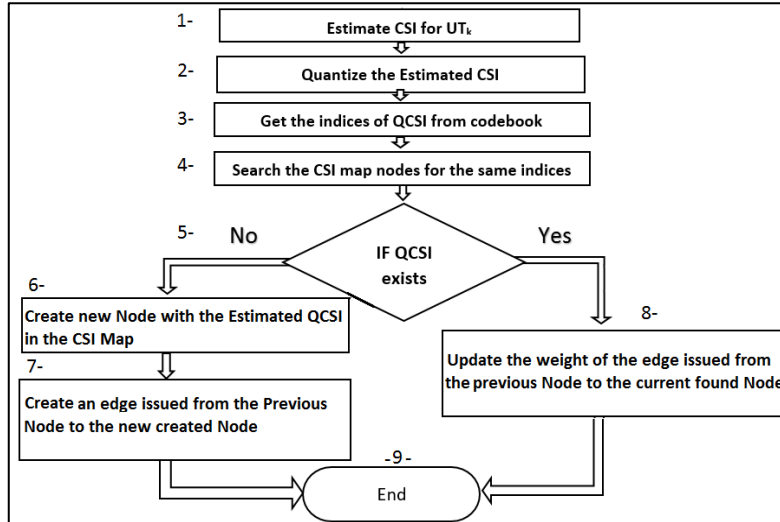 1-
Estimate CSI for UTₖ
2-
Quantize the Estimated CSI
3-
Get the indices of QCSI from codebook
4-
Search the CSI map nodes for the same indices
5-
No
Yes
IF QCSI
exists
6-
Create new Node with the Estimated QCSI
in the CSI Map
7-
Create an edge issued from the Previous
Node to the new created Node
8-
Update the weight of the edge issued from
the previous Node to the current found Node
-9-
End